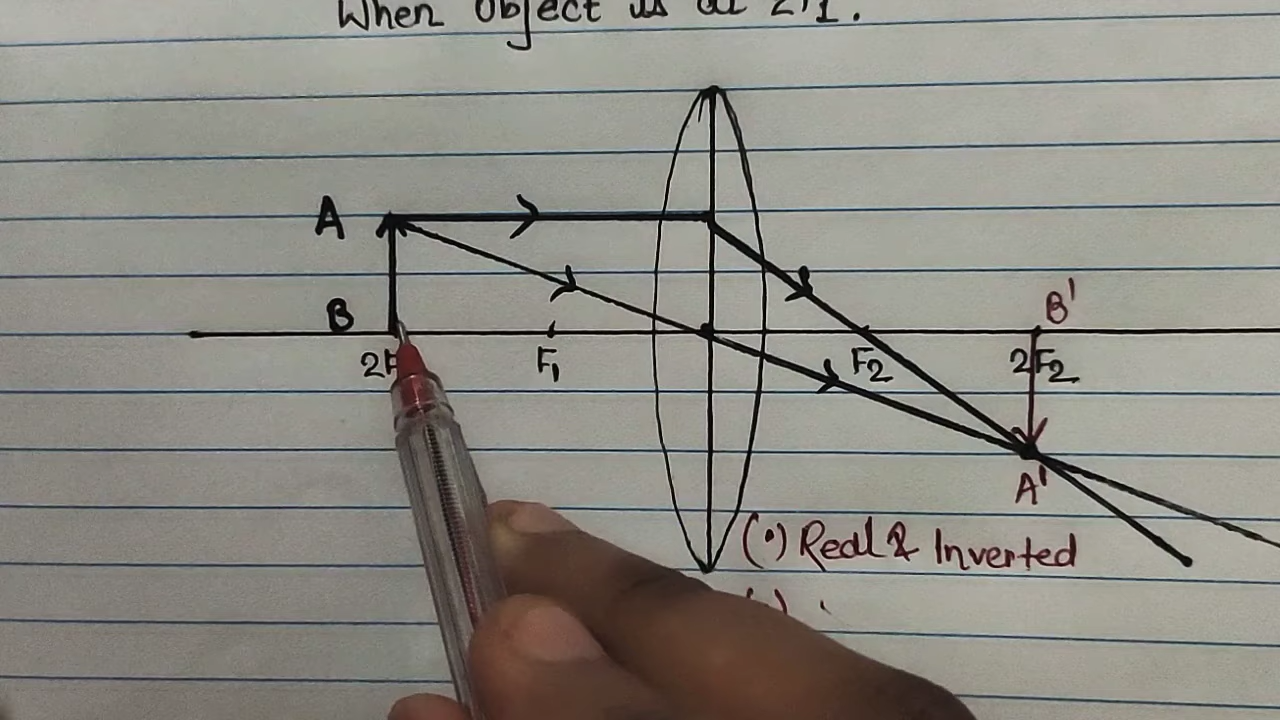 When Object is at 2F1.
A
B
B'
2F
F1
F2
2F2
A'
(•) Real & Inverted